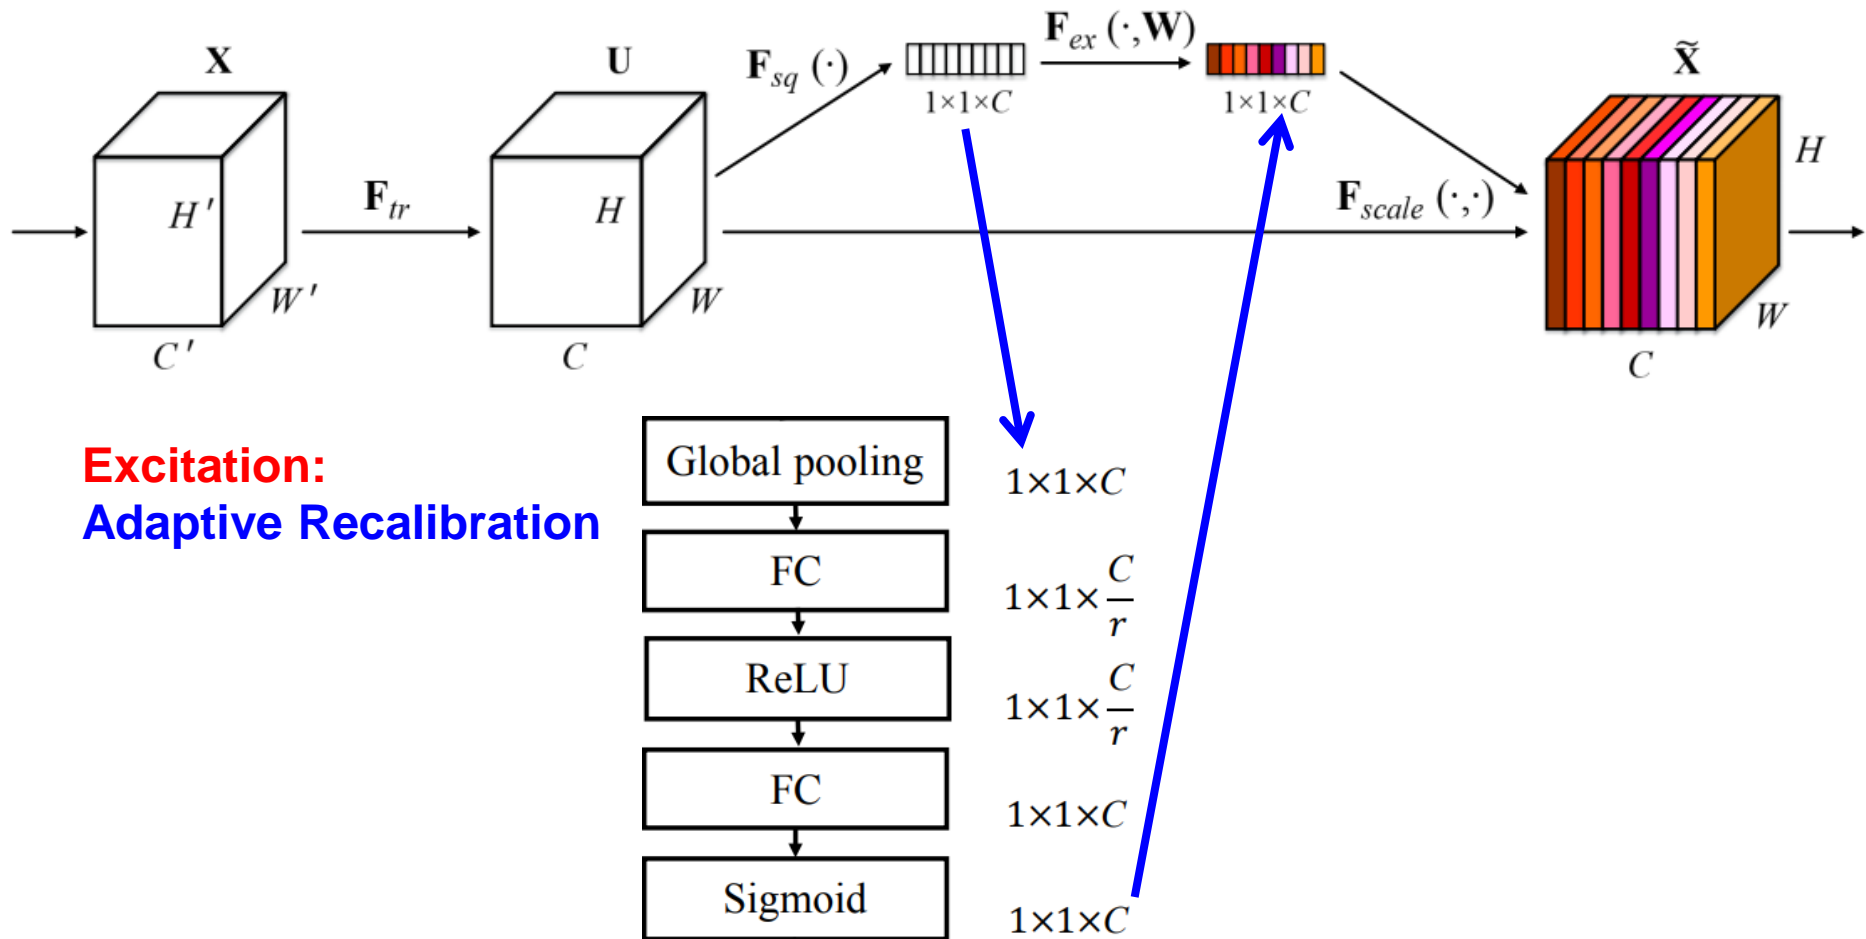 X
U
F_sq (·)
F_ex (·,W)
X̃
1×1×C
1×1×C
H'
F_tr
H
F_scale (·,·)
H
W'
W
W
C'
C
C
Excitation:
Adaptive Recalibration
Global pooling
1×1×C
FC
1×1×C/r
ReLU
1×1×C/r
FC
1×1×C
Sigmoid
1×1×C